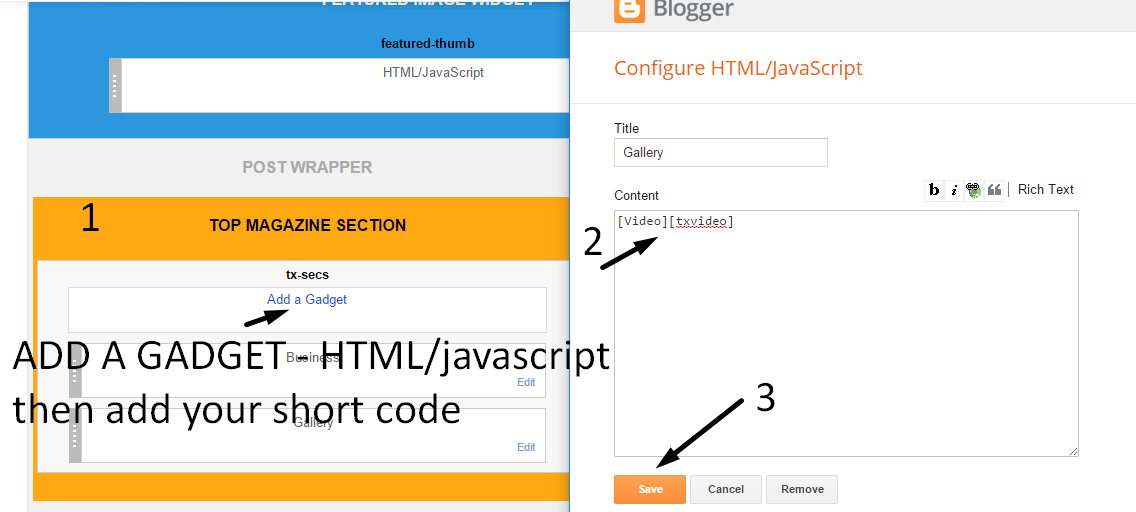 FEATURED IMAGE WIDGET
featured-thumb
HTML/JavaScript
POST WRAPPER
1
TOP MAGAZINE SECTION
tx-secs
Add a Gadget
ADD A GADGET - HTML/javascript
Business
Edit
then add your short code
Gallery
Edit
Blogger
Configure HTML/JavaScript
Title
Gallery
Content
b i Rich Text
[Video][txvideo]
2
3
Save Cancel Remove